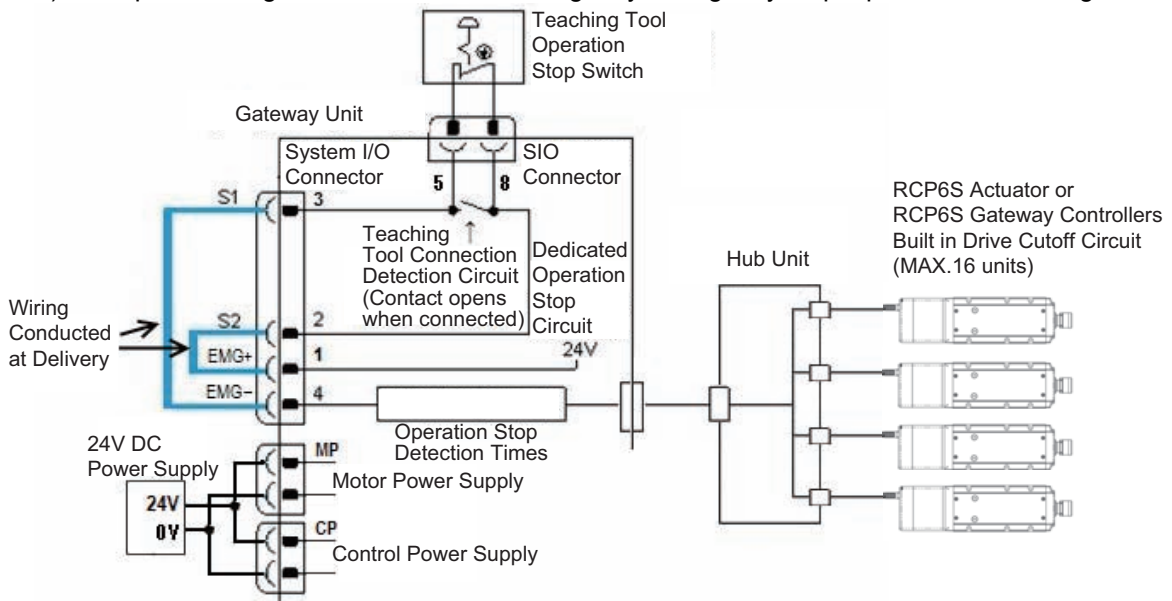 Teaching Tool
Operation
Stop Switch
Gateway Unit
System I/O
Connector
5
8
SIO
Connector
S1
3
Teaching
Tool Connection
Detection Circuit
(Contact opens
when connected)
Dedicated
Operation
Stop
Circuit
Hub Unit
RCP6S Actuator or
RCP6S Gateway Controllers
Built in Drive Cutoff Circuit
(MAX.16 units)
Wiring
Conducted
at Delivery
S2
2
EMG+
1
24V
EMG−
4
Operation Stop
Detection Times
24V DC
Power Supply
24V
0V
MP
Motor Power Supply
CP
Control Power Supply